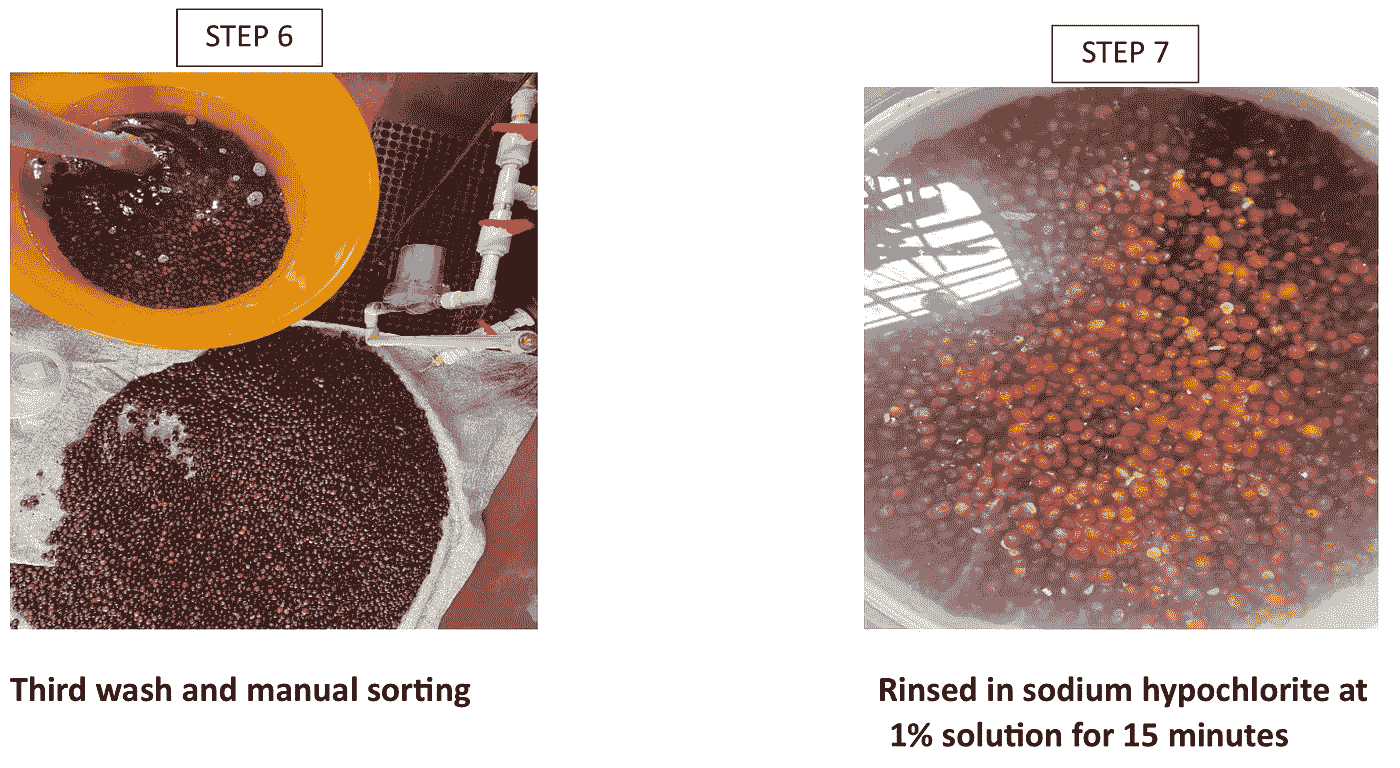 STEP 6
STEP 7
Third wash and manual sorting
Rinsed in sodium hypochlorite at
1% solution for 15 minutes